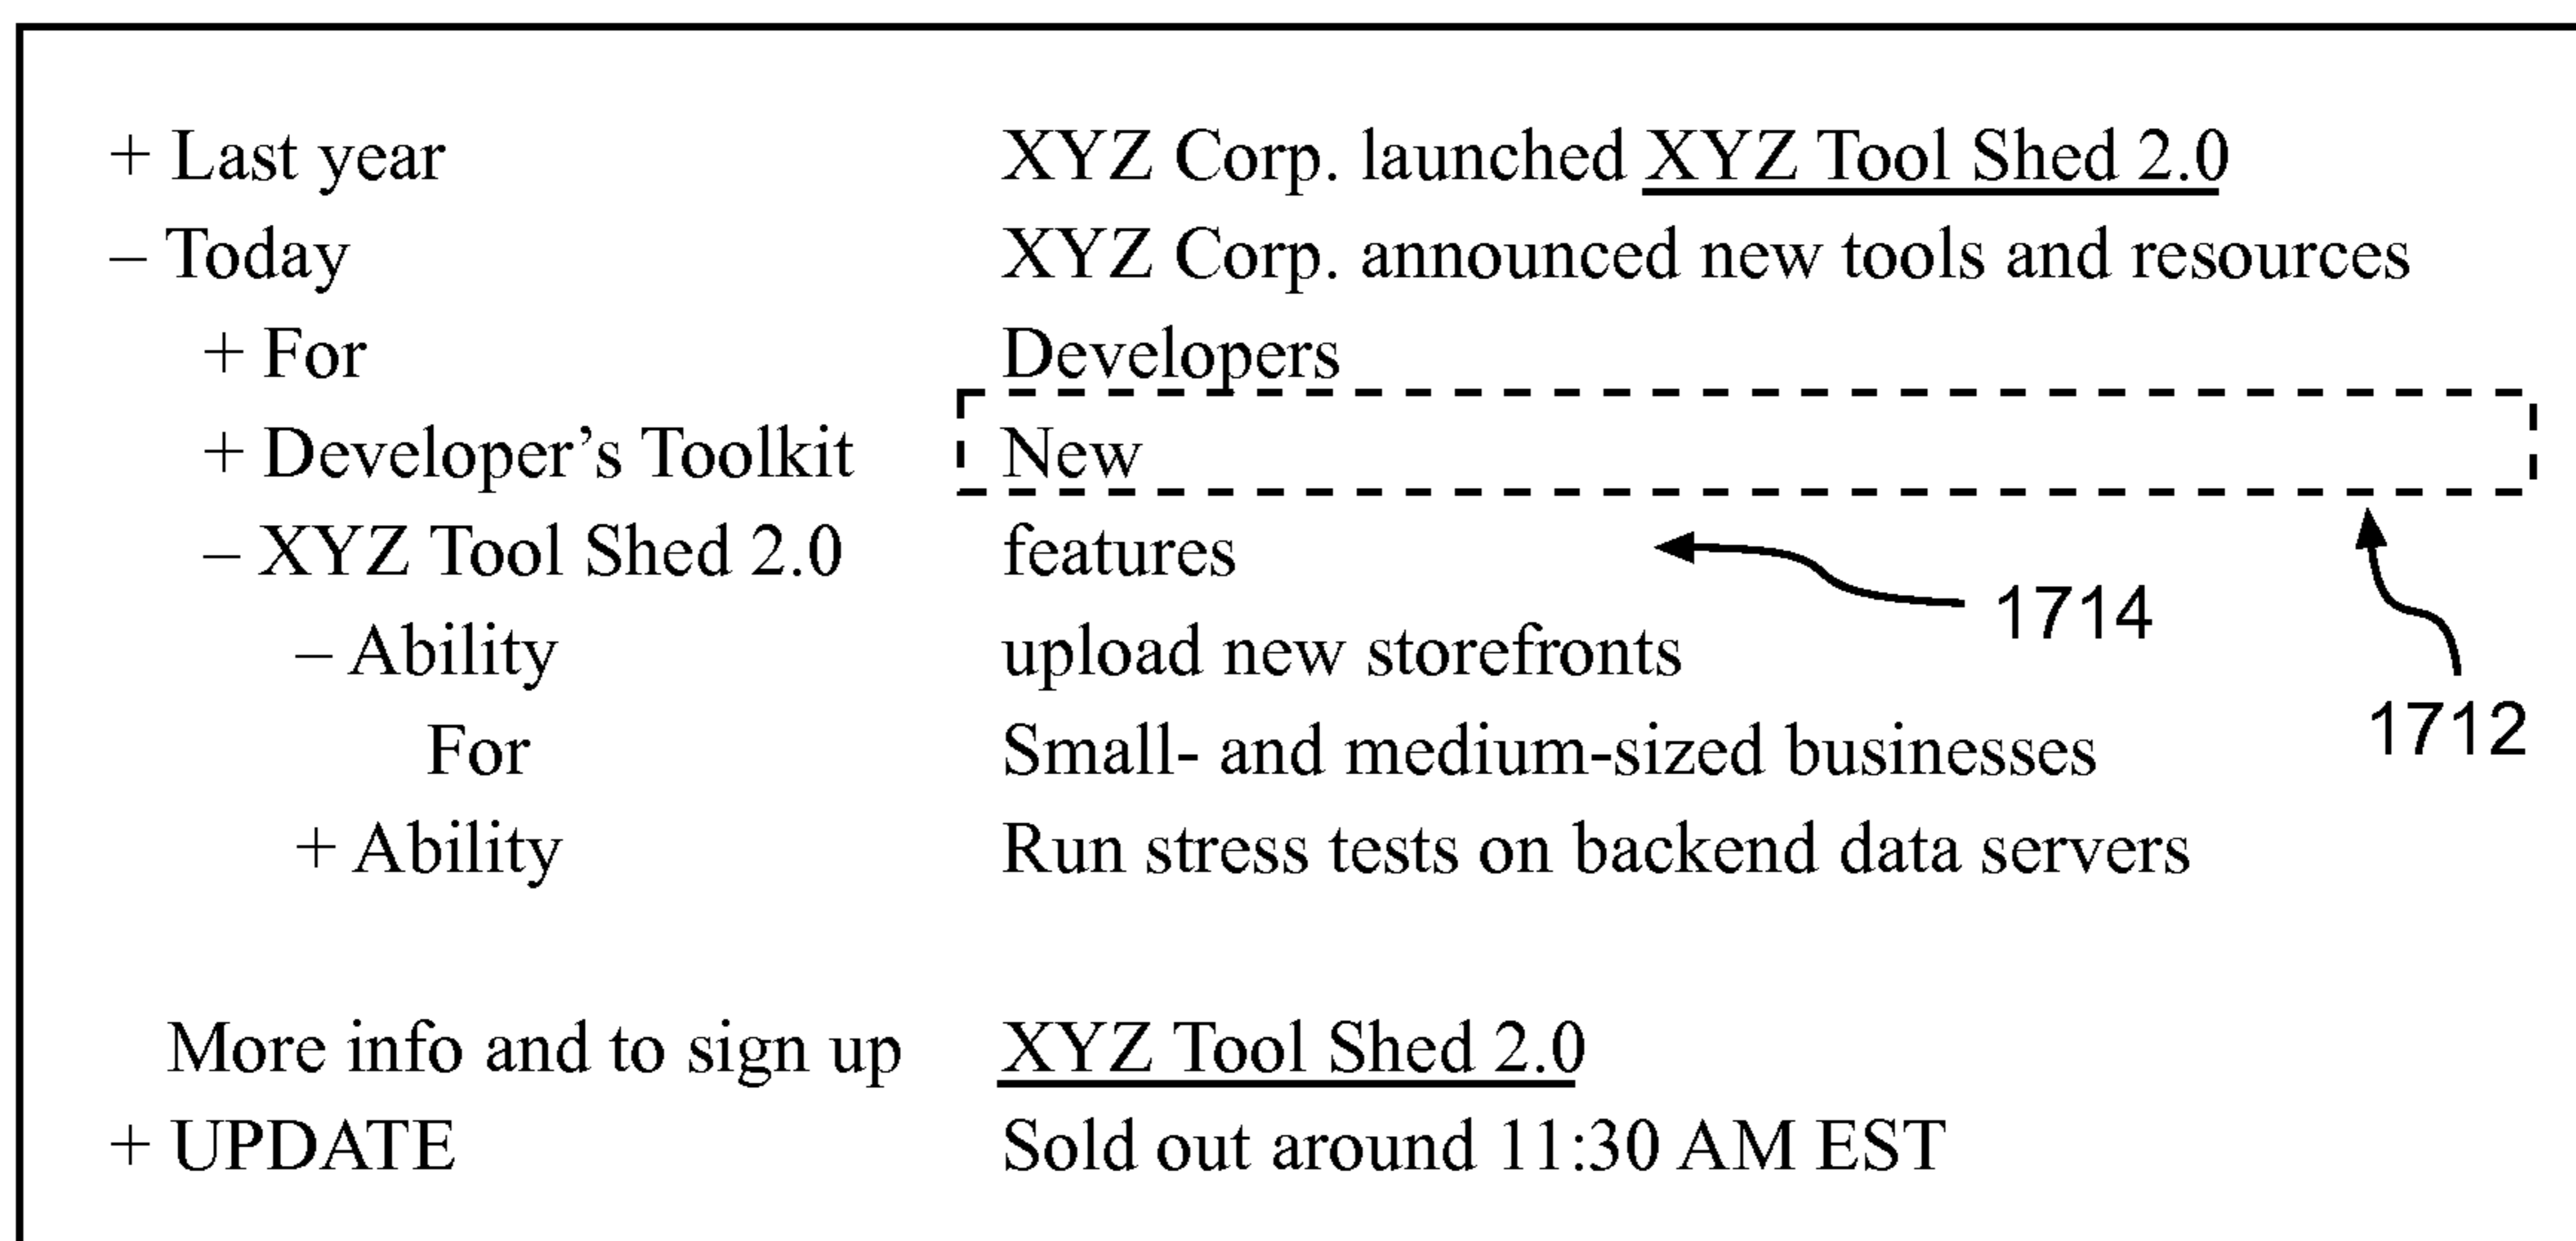 + Last year XYZ Corp. launched XYZ Tool Shed 2.0
– Today XYZ Corp. announced new tools and resources
+ For Developers
+ Developer’s Toolkit New
– XYZ Tool Shed 2.0 features
1714
– Ability upload new storefronts
1712
For Small- and medium-sized businesses
+ Ability Run stress tests on backend data servers
More info and to sign up XYZ Tool Shed 2.0
+ UPDATE Sold out around 11:30 AM EST